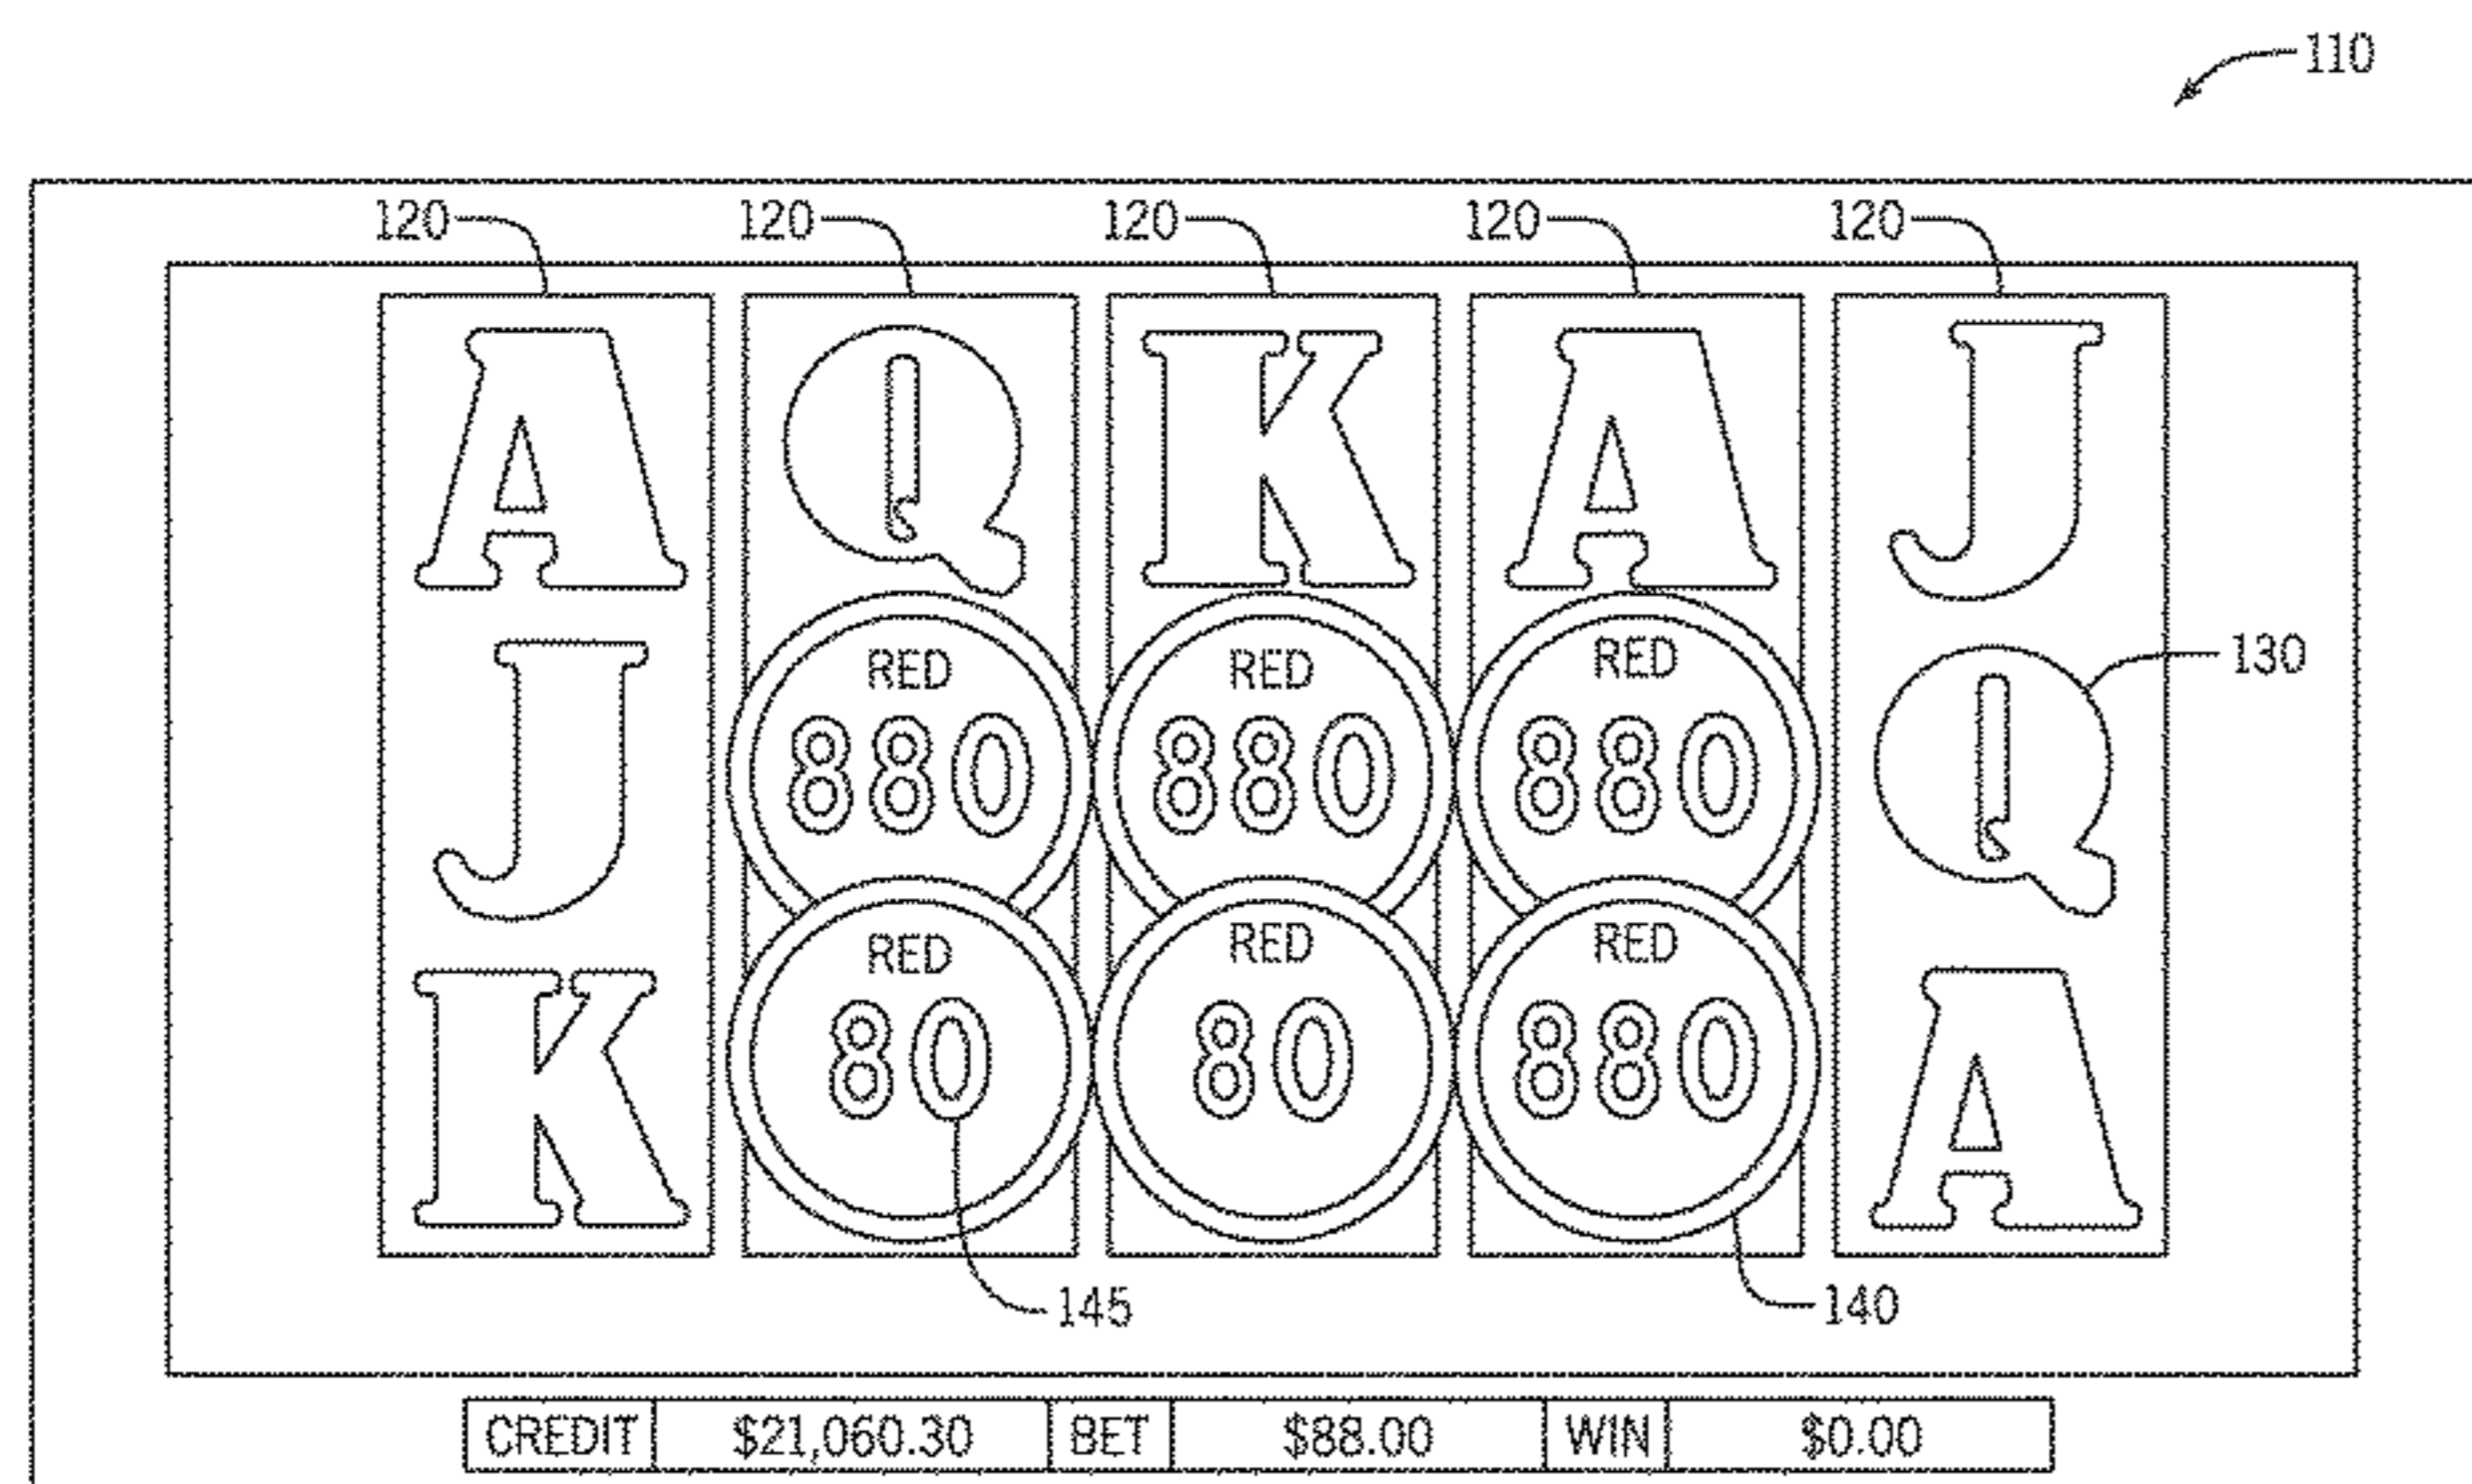 110
120 120 120 120 120
A Q K A J
RED RED RED
130
J 880 880 880 Q
RED RED RED
K 80 80 880 A
145 140
CREDIT $21,060.30 BET $88.00 WIN $0.00